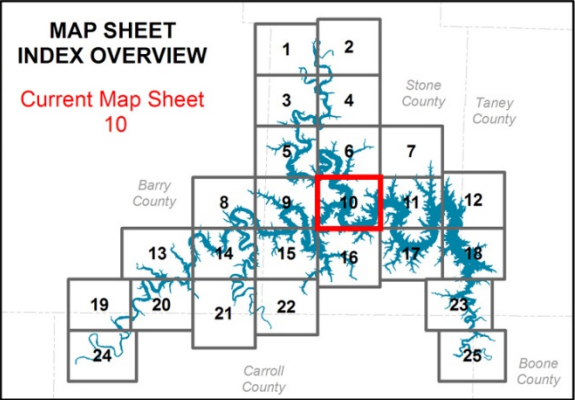 MAP SHEET
INDEX OVERVIEW
Current Map Sheet
10
1
2
3
4
Stone
County
Taney
County
5
6
7
Barry
County
8
9
10
11
12
13
14
15
16
17
18
19
20
21
22
23
24
25
Carroll
County
Boone
County